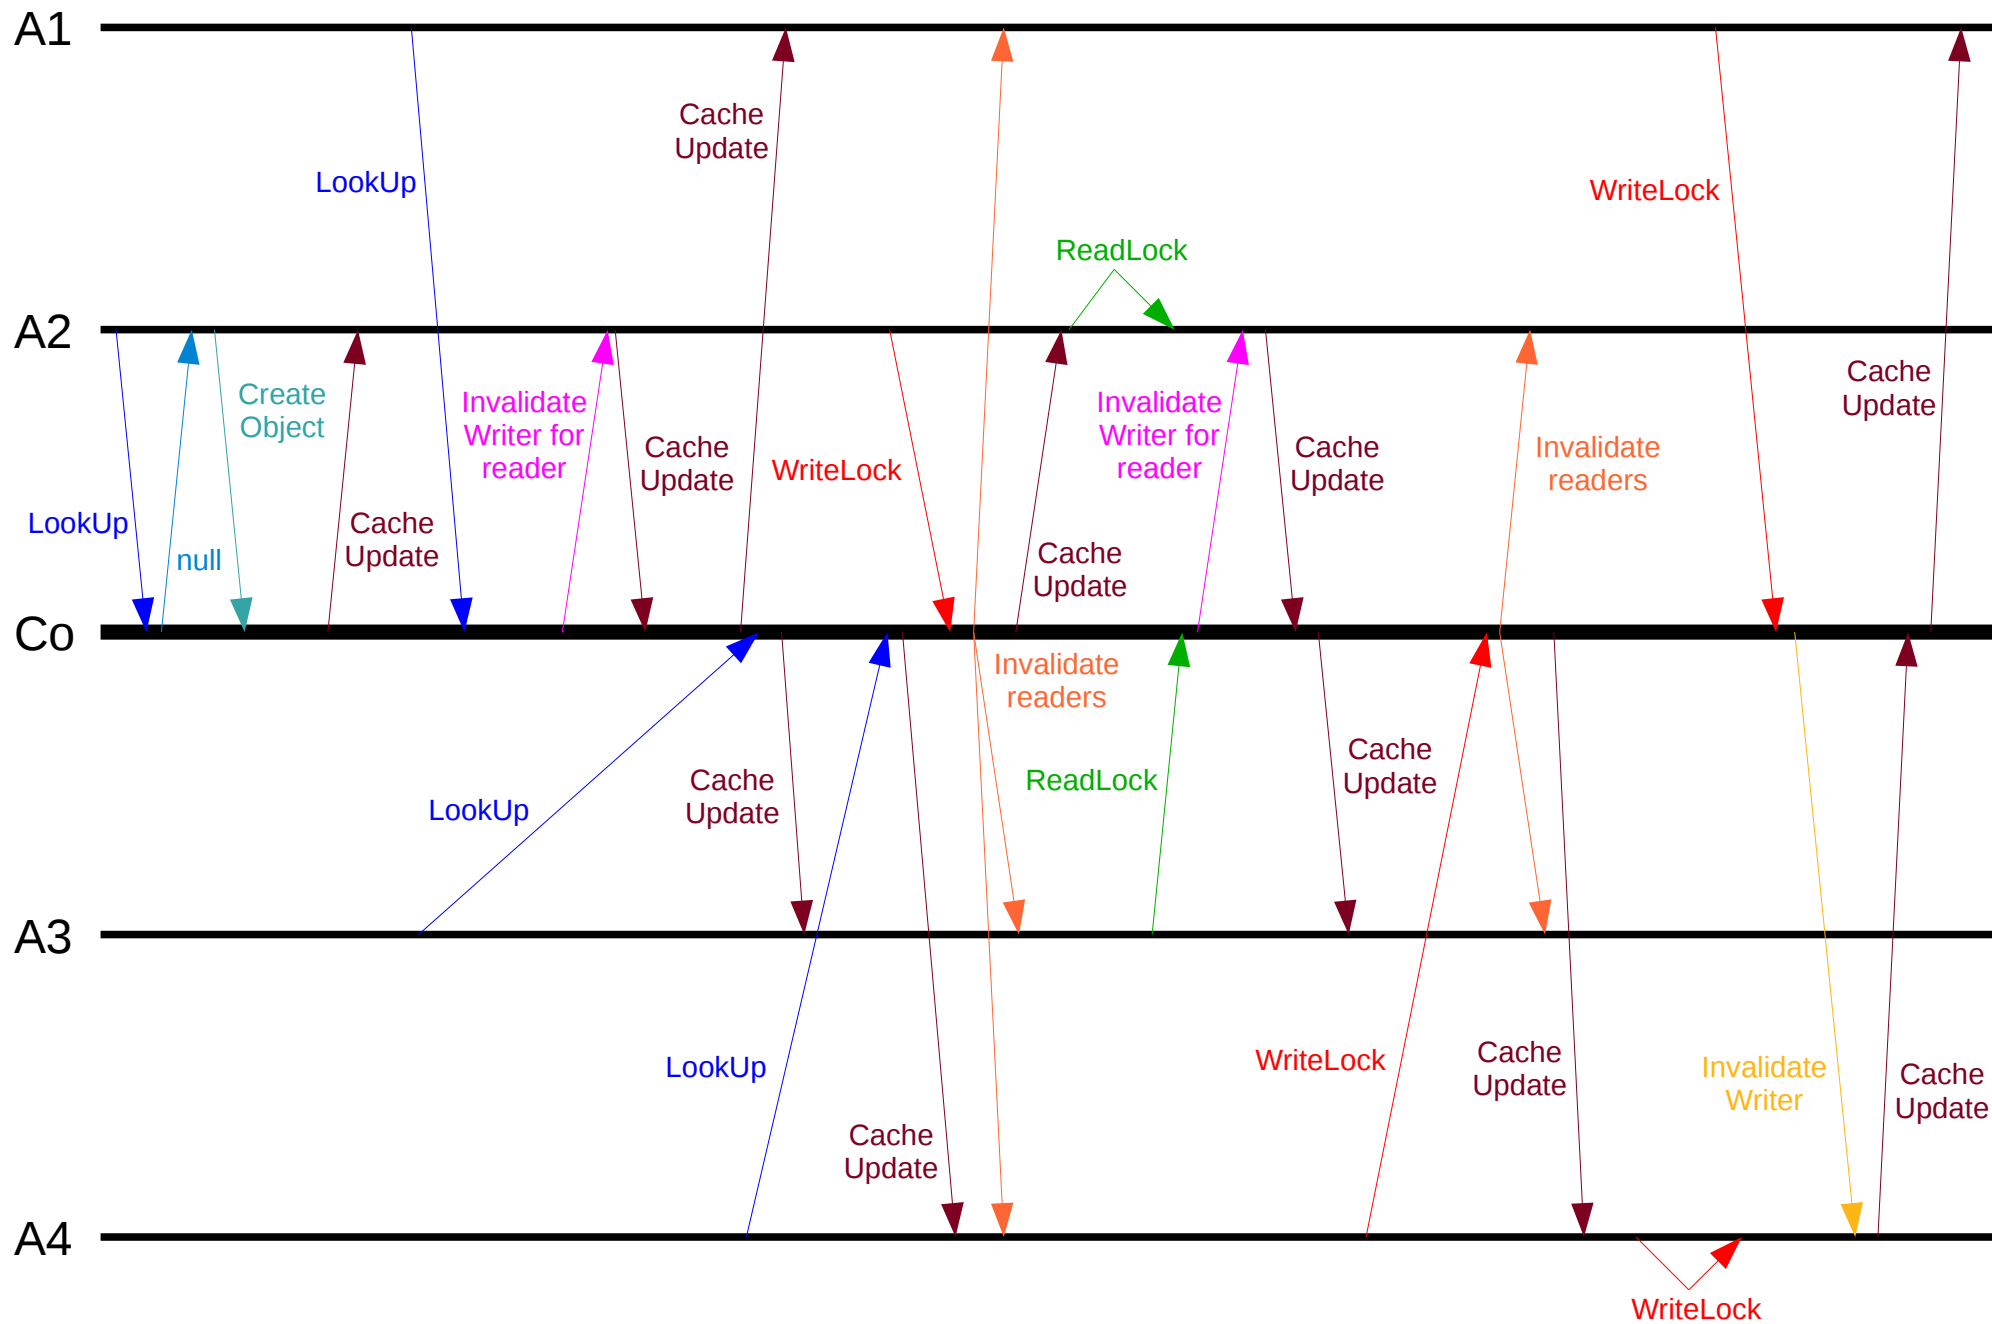 A1
Cache
Update
LookUp
WriteLock
ReadLock
A2
Cache
Update
Create
Object
Invalidate
Writer for
reader
Cache
Update
WriteLock
Invalidate
Writer for
reader
Cache
Update
Invalidate
readers
LookUp
null
Cache
Update
Cache
Update
Co
Invalidate
readers
Cache
Update
LookUp
Cache
Update
ReadLock
A3
LookUp
WriteLock
Cache
Update
Invalidate
Writer
Cache
Update
Cache
Update
A4
WriteLock